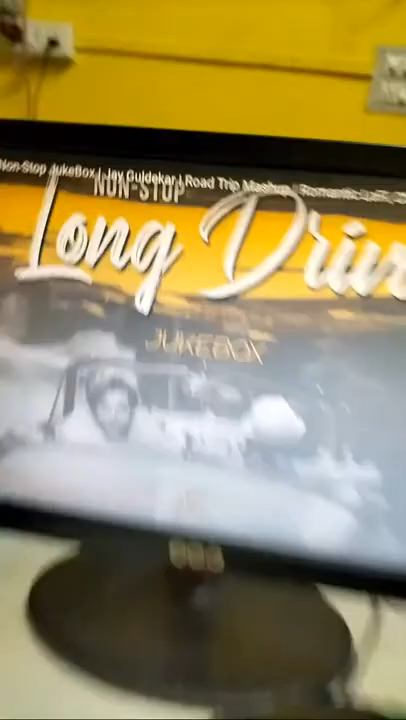 Non-Stop JukeBox | Jay Guldekar | Road Trip Mashup
NON-STOP
Long Driv
JUKEBOX